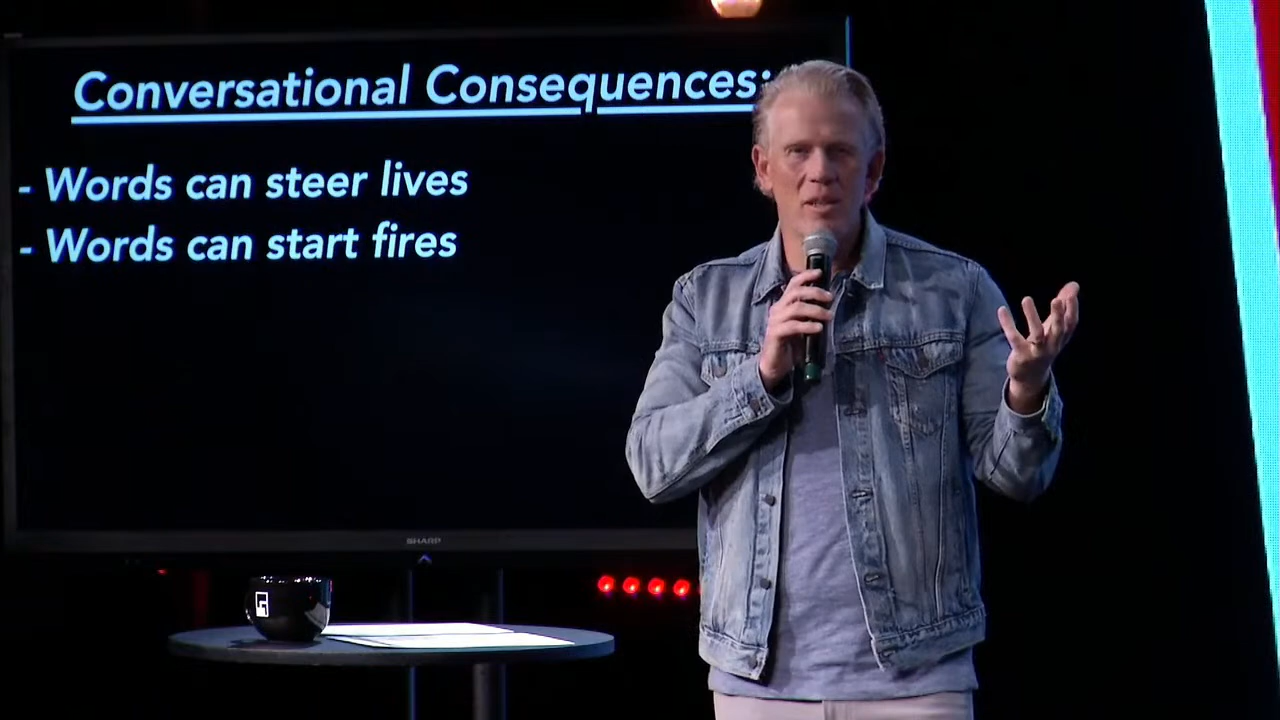 Conversational Consequences:
- Words can steer lives
- Words can start fires
SHARP